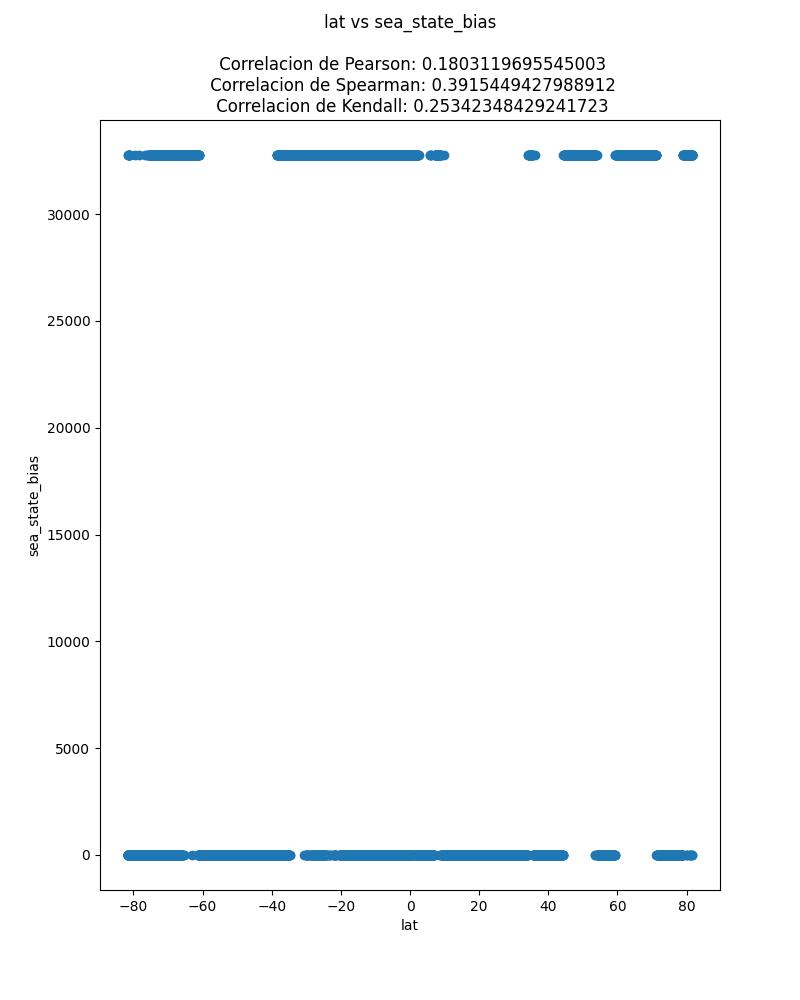 lat vs sea_state_bias
Correlacion de Pearson: 0.1803119695545003
Correlacion de Spearman: 0.3915449427988912
Correlacion de Kendall: 0.25342348429241723
30000
25000
20000
15000
10000
5000
0
sea_state_bias
−80 −60 −40 −20 0 20 40 60 80
lat